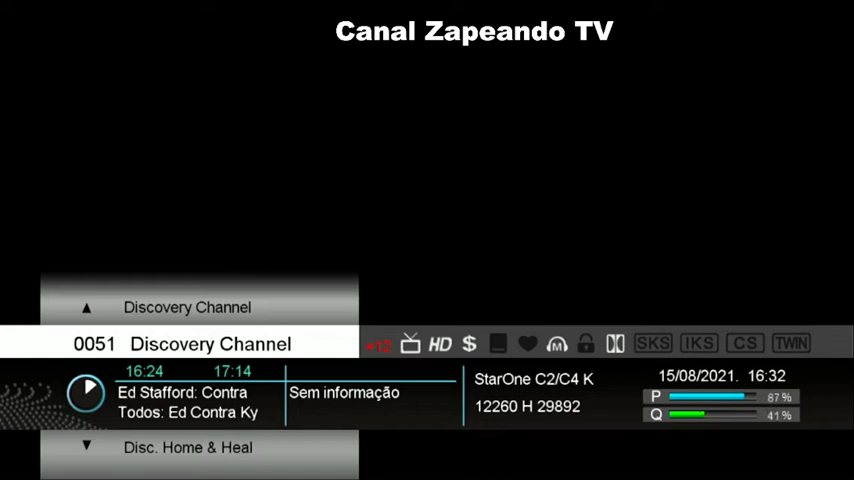 Canal Zapeando TV
Discovery Channel
0051 Discovery Channel
+12 HD $ SKS IKS CS TWIN
16:24 17:14
Ed Stafford: Contra
Todos: Ed Contra Ky
Sem informação
StarOne C2/C4 K
12260 H 29892
15/08/2021. 16:32
P 87%
Q 41%
Disc. Home & Heal